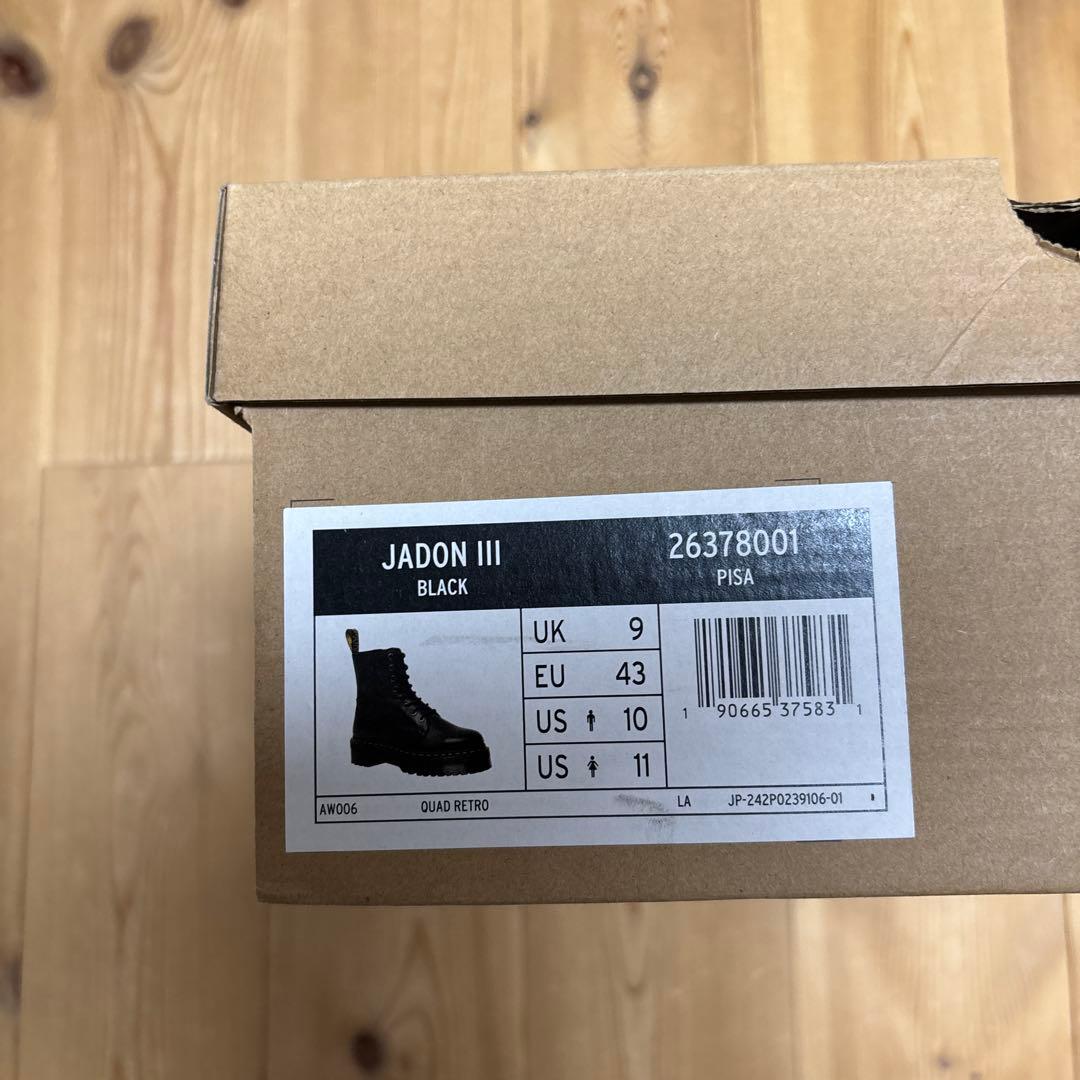 JADON III
BLACK
26378001
PISA
UK 9
EU 43
US 10
US 11
1 90665 37583 1
AW006 QUAD RETRO LA JP-242P0239106-01